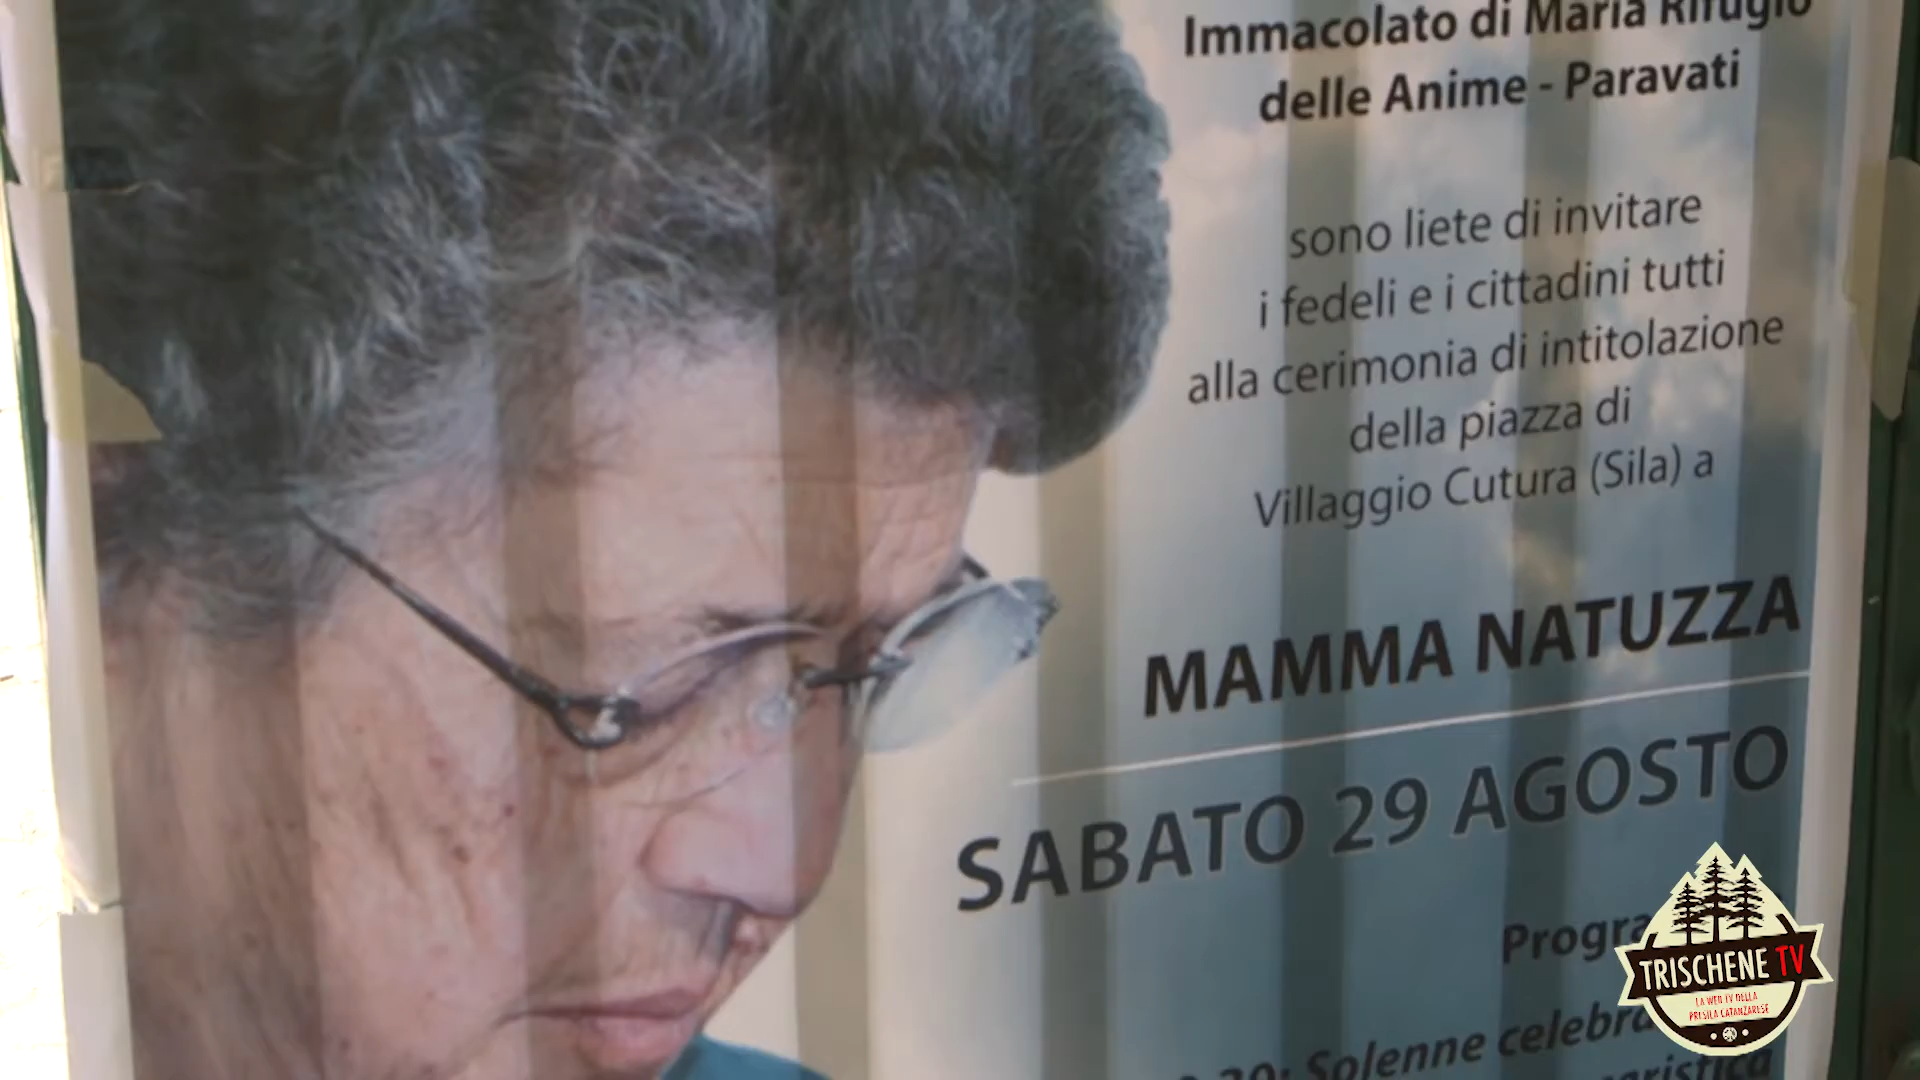 Immacolato di Maria Rifugio
delle Anime - Paravati
sono liete di invitare
i fedeli e i cittadini tutti
alla cerimonia di intitolazione
della piazza di
Villaggio Cutura (Sila) a
MAMMA NATUZZA
SABATO 29 AGOSTO
Solenne
TRISCHENE TV
LA WEB TV DELLA
PRESILA CATANZARESE